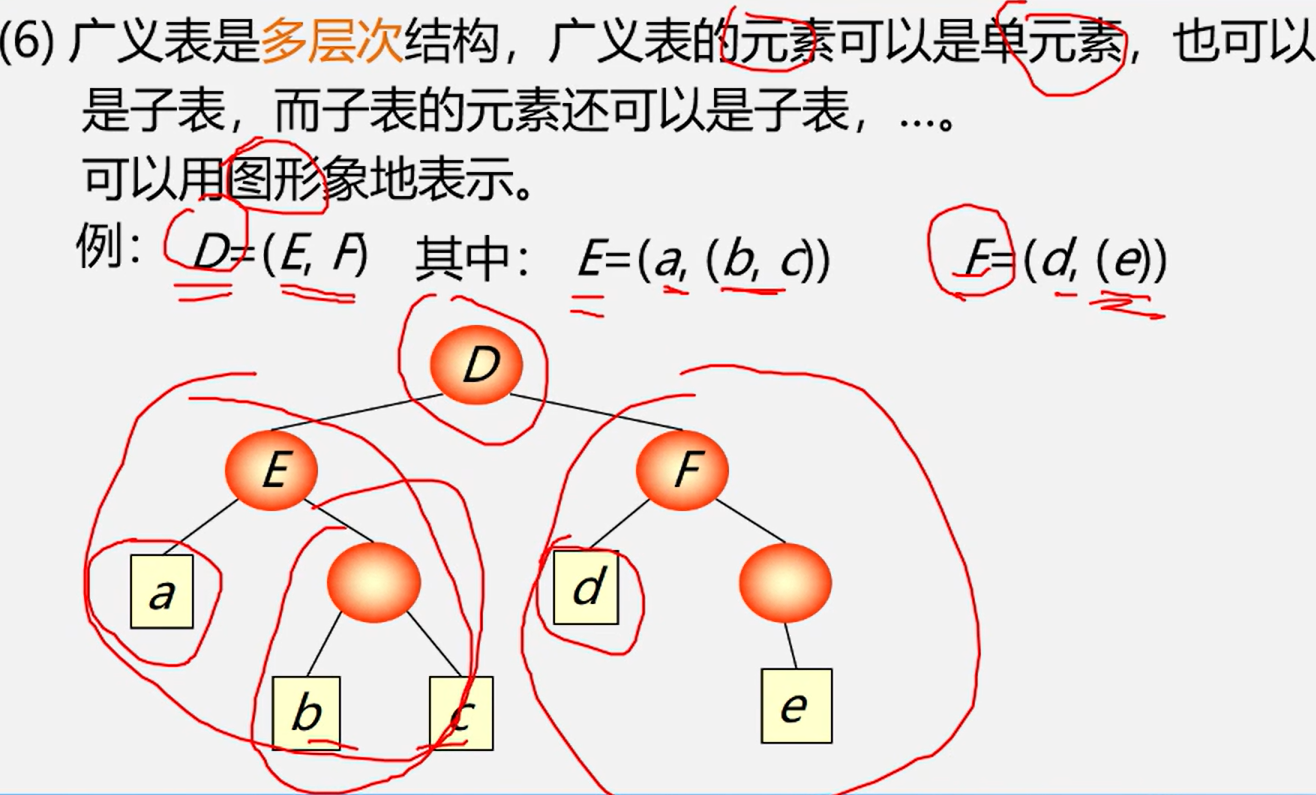 (6) 广义表是多层次结构，广义表的元素可以是单元素，也可以
是子表，而子表的元素还可以是子表，…。
可以用图形象地表示。
例： D=(E, F) 其中： E=(a, (b, c)) F=(d, (e))
D
E F
a d
b c e